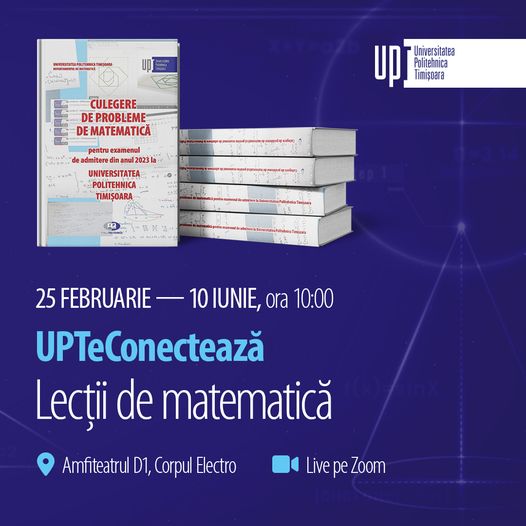 UNIVERSITATEA POLITEHNICA TIMIȘOARA
DEPARTAMENTUL DE MATEMATICĂ
upt
CULEGERE
DE PROBLEME
DE MATEMATICĂ
pentru examenul
de admitere din anul 2023 la
UNIVERSITATEA
POLITEHNICA
TIMIȘOARA
upt
Universitatea
Politehnica
Timișoara
25 FEBRUARIE — 10 IUNIE, ora 10:00
UPTeConectează
Lecții de matematică
Amfiteatrul D1, Corpul Electro
Live pe Zoom